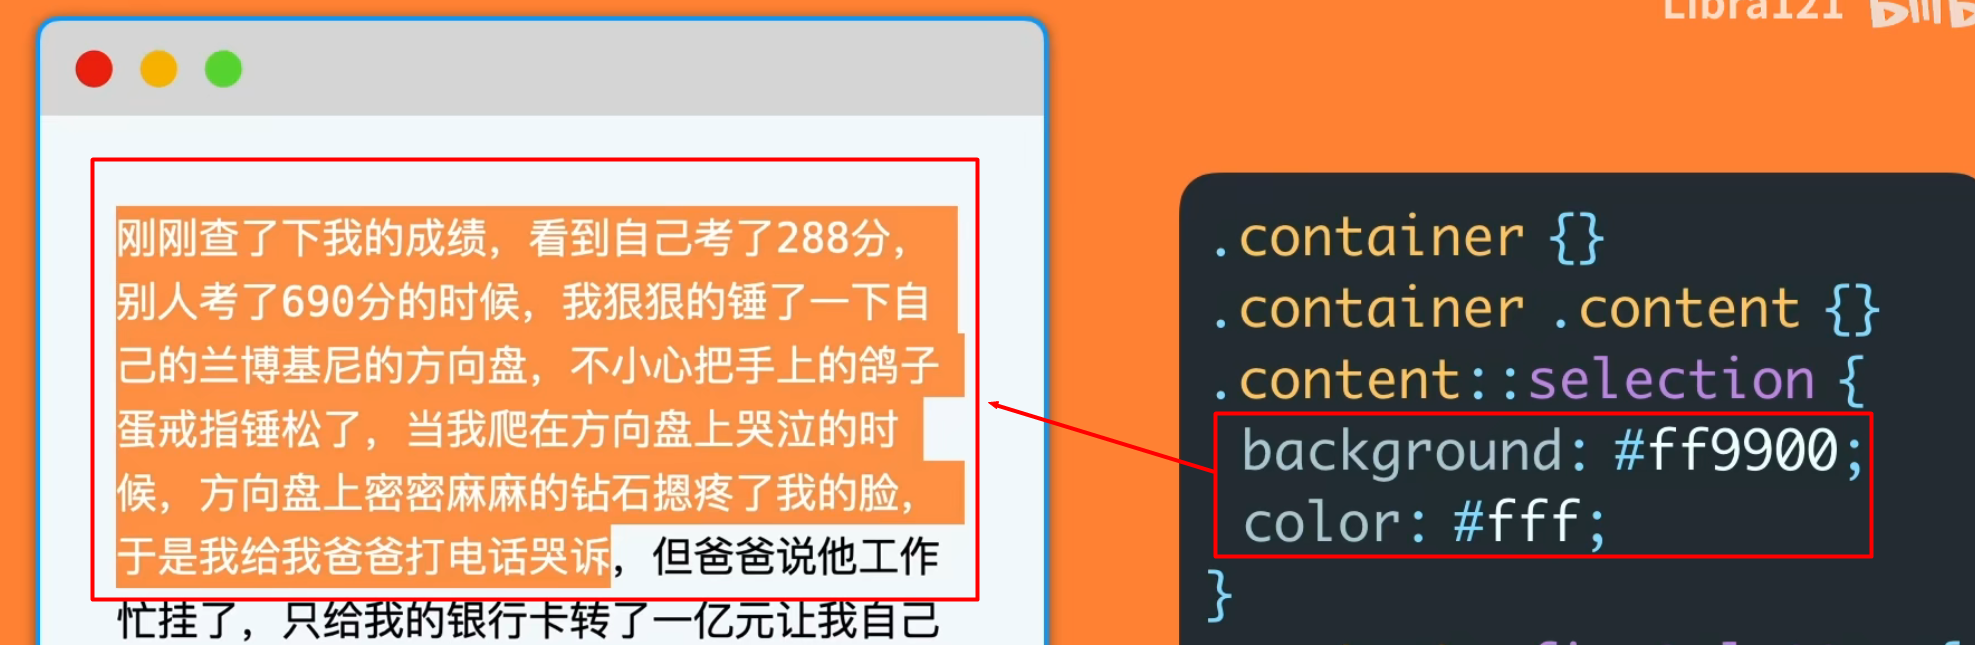 Libra121 bilib
刚刚查了下我的成绩，看到自己考了288分，
别人考了690分的时候，我狠狠的锤了一下自
己的兰博基尼的方向盘，不小心把手上的鸽子
蛋戒指锤松了，当我爬在方向盘上哭泣的时
候，方向盘上密密麻麻的钻石摁疼了我的脸，
于是我给我爸爸打电话哭诉，但爸爸说他工作
忙挂了，只给我的银行卡转了一亿元让我自己
.container {}
.container .content {}
.content::selection {
background: #ff9900;
color: #fff;
}